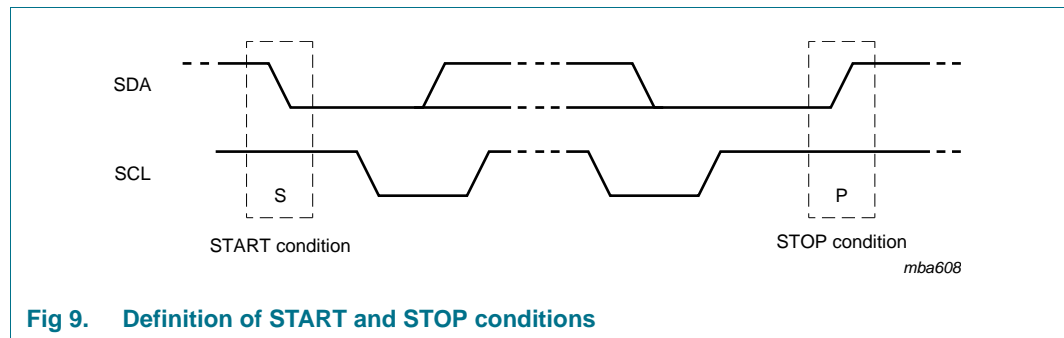 SDA
SCL
S
P
START condition
STOP condition
mba608
Fig 9. Definition of START and STOP conditions